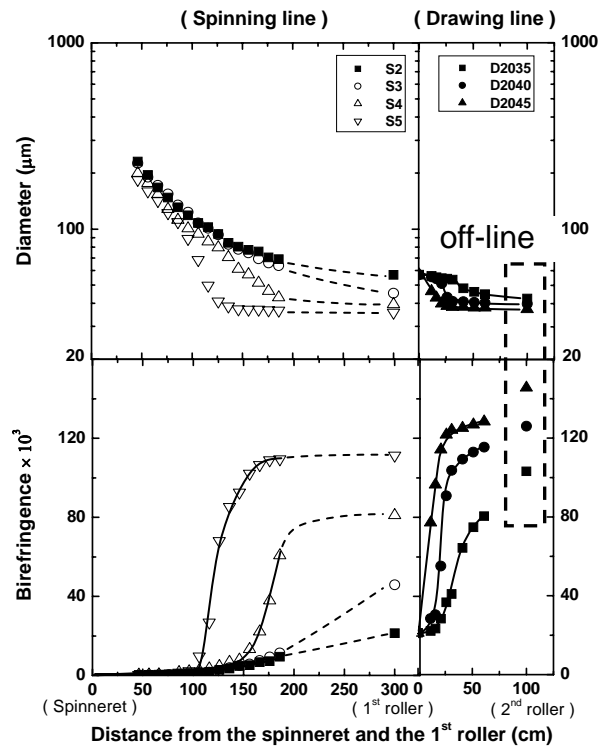 ( Spinning line )
( Drawing line )
1000
1000
S2
S3
S4
S5
D2035
D2040
D2045
Diameter (μm)
off-line
100
100
20
20
Birefringence × 10³
120
120
80
80
40
40
0
0
0 50 100 150 200 250 300 0 50 100
( Spinneret )
( 1st roller )
( 2nd roller )
Distance from the spinneret and the 1st roller (cm)